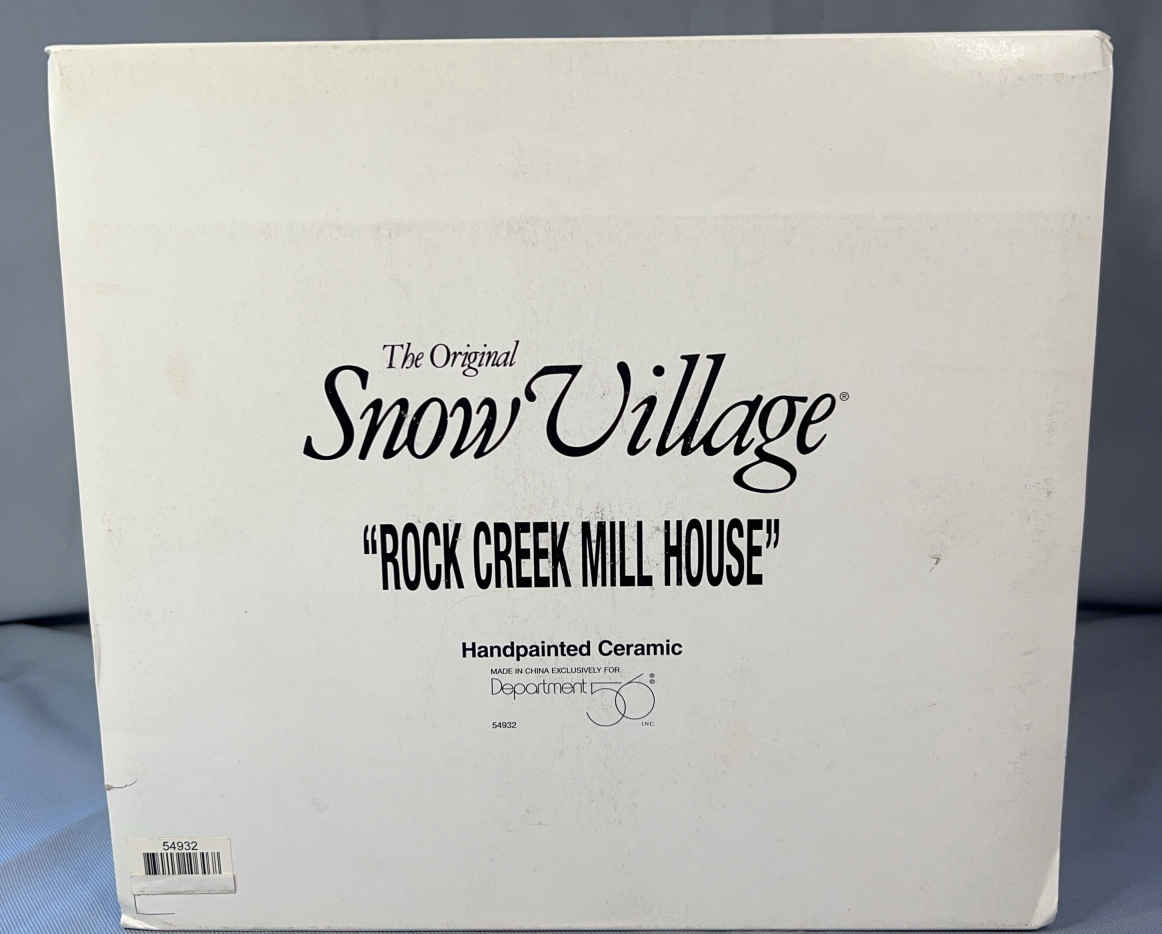 The Original
Snow Village®
“ROCK CREEK MILL HOUSE”
Handpainted Ceramic
MADE IN CHINA EXCLUSIVELY FOR:
Department 56®
54932
INC.
54932